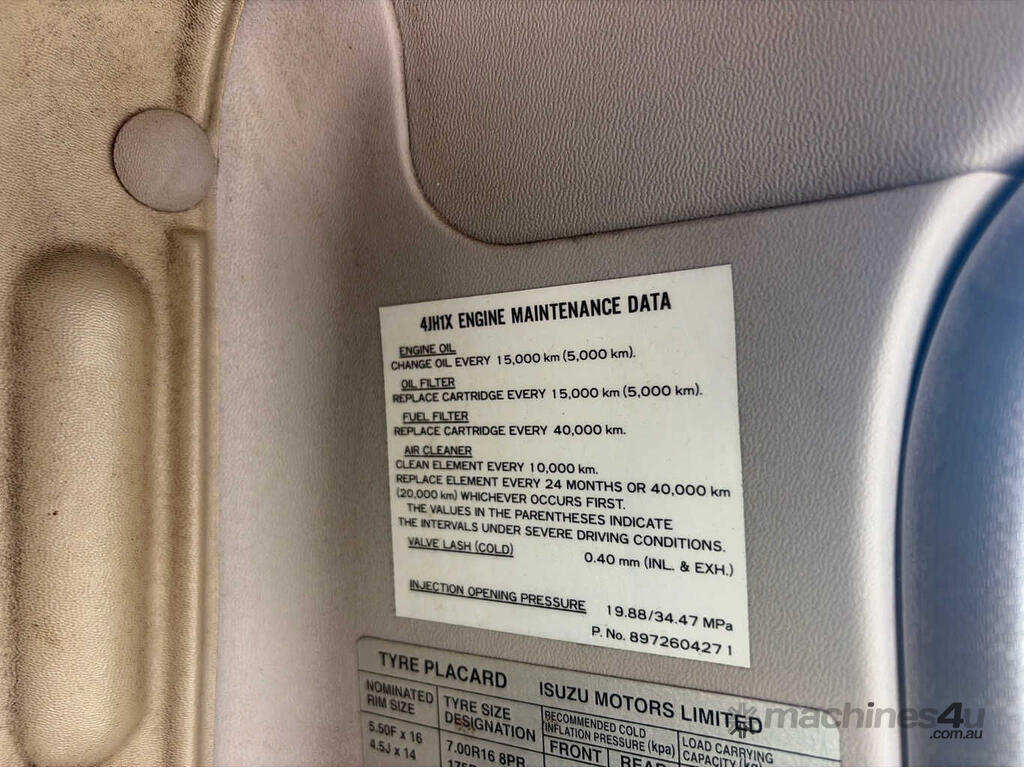 4JH1X ENGINE MAINTENANCE DATA
ENGINE OIL
CHANGE OIL EVERY 15,000 km (5,000 km).
OIL FILTER
REPLACE CARTRIDGE EVERY 15,000 km (5,000 km).
FUEL FILTER
REPLACE CARTRIDGE EVERY 40,000 km.
AIR CLEANER
CLEAN ELEMENT EVERY 10,000 km.
REPLACE ELEMENT EVERY 24 MONTHS OR 40,000 km
(20,000 km) WHICHEVER OCCURS FIRST.
THE VALUES IN THE PARENTHESES INDICATE
THE INTERVALS UNDER SEVERE DRIVING CONDITIONS.
VALVE LASH (COLD) 0.40 mm (INL. & EXH.)
INJECTION OPENING PRESSURE 19.88/34.47 MPa
P. No. 897260427 1
TYRE PLACARD ISUZU MOTORS LIMITED
NOMINATED RIM SIZE
TYRE SIZE DESIGNATION
RECOMMENDED COLD INFLATION PRESSURE (kpa)
LOAD CARRYING CAPACITY (kg)
FRONT REAR
5.50F x 16 7.00R16 8PR
4.5J x 14
machines4u
.com.au